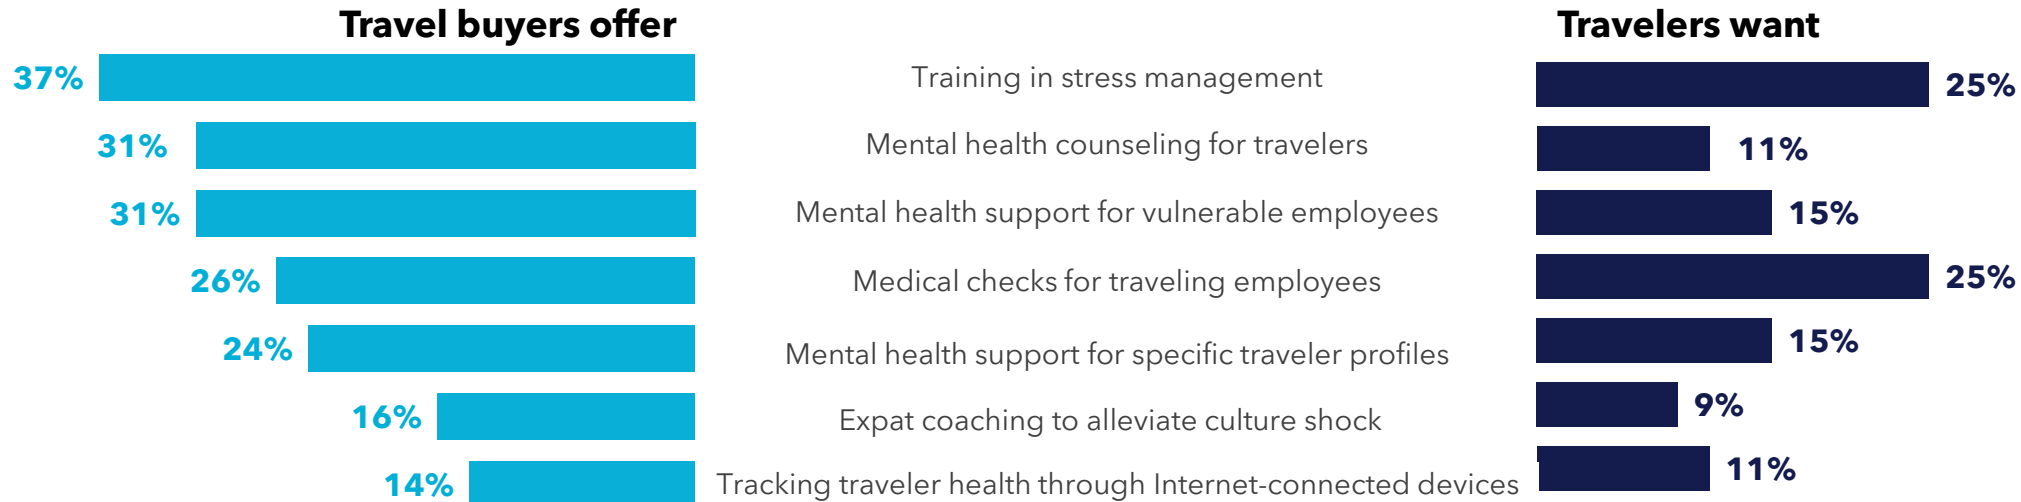 Travel buyers offer
Travelers want
37% Training in stress management 25%
31% Mental health counseling for travelers 11%
31% Mental health support for vulnerable employees 15%
26% Medical checks for traveling employees 25%
24% Mental health support for specific traveler profiles 15%
16% Expat coaching to alleviate culture shock 9%
14% Tracking traveler health through Internet-connected devices 11%